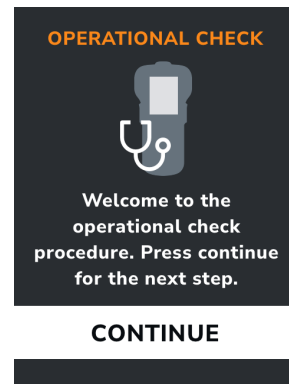 OPERATIONAL CHECK
Welcome to the
operational check
procedure. Press continue
for the next step.
CONTINUE